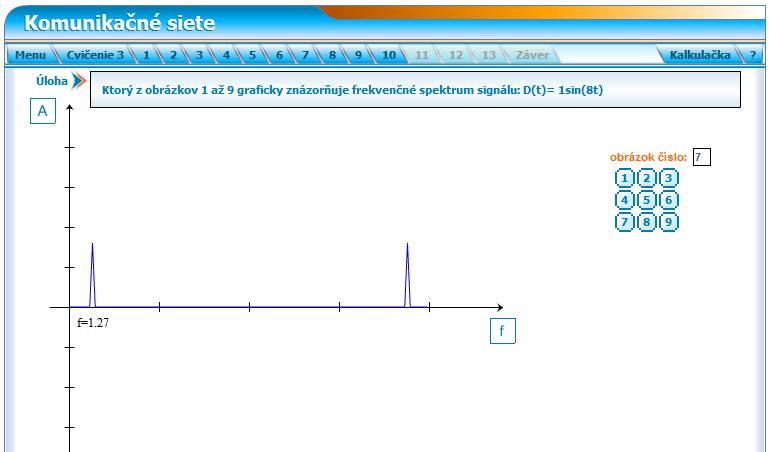 Komunikačné siete
Menu Cvičenie 3 1 2 3 4 5 6 7 8 9 10 11 12 13 Záver Kalkulačka ?
Úloha
Ktorý z obrázkov 1 až 9 graficky znázorňuje frekvenčné spektrum signálu: D(t)= 1sin(8t)
A
obrázok číslo: 7
1 2 3
4 5 6
7 8 9
f=1.27
f